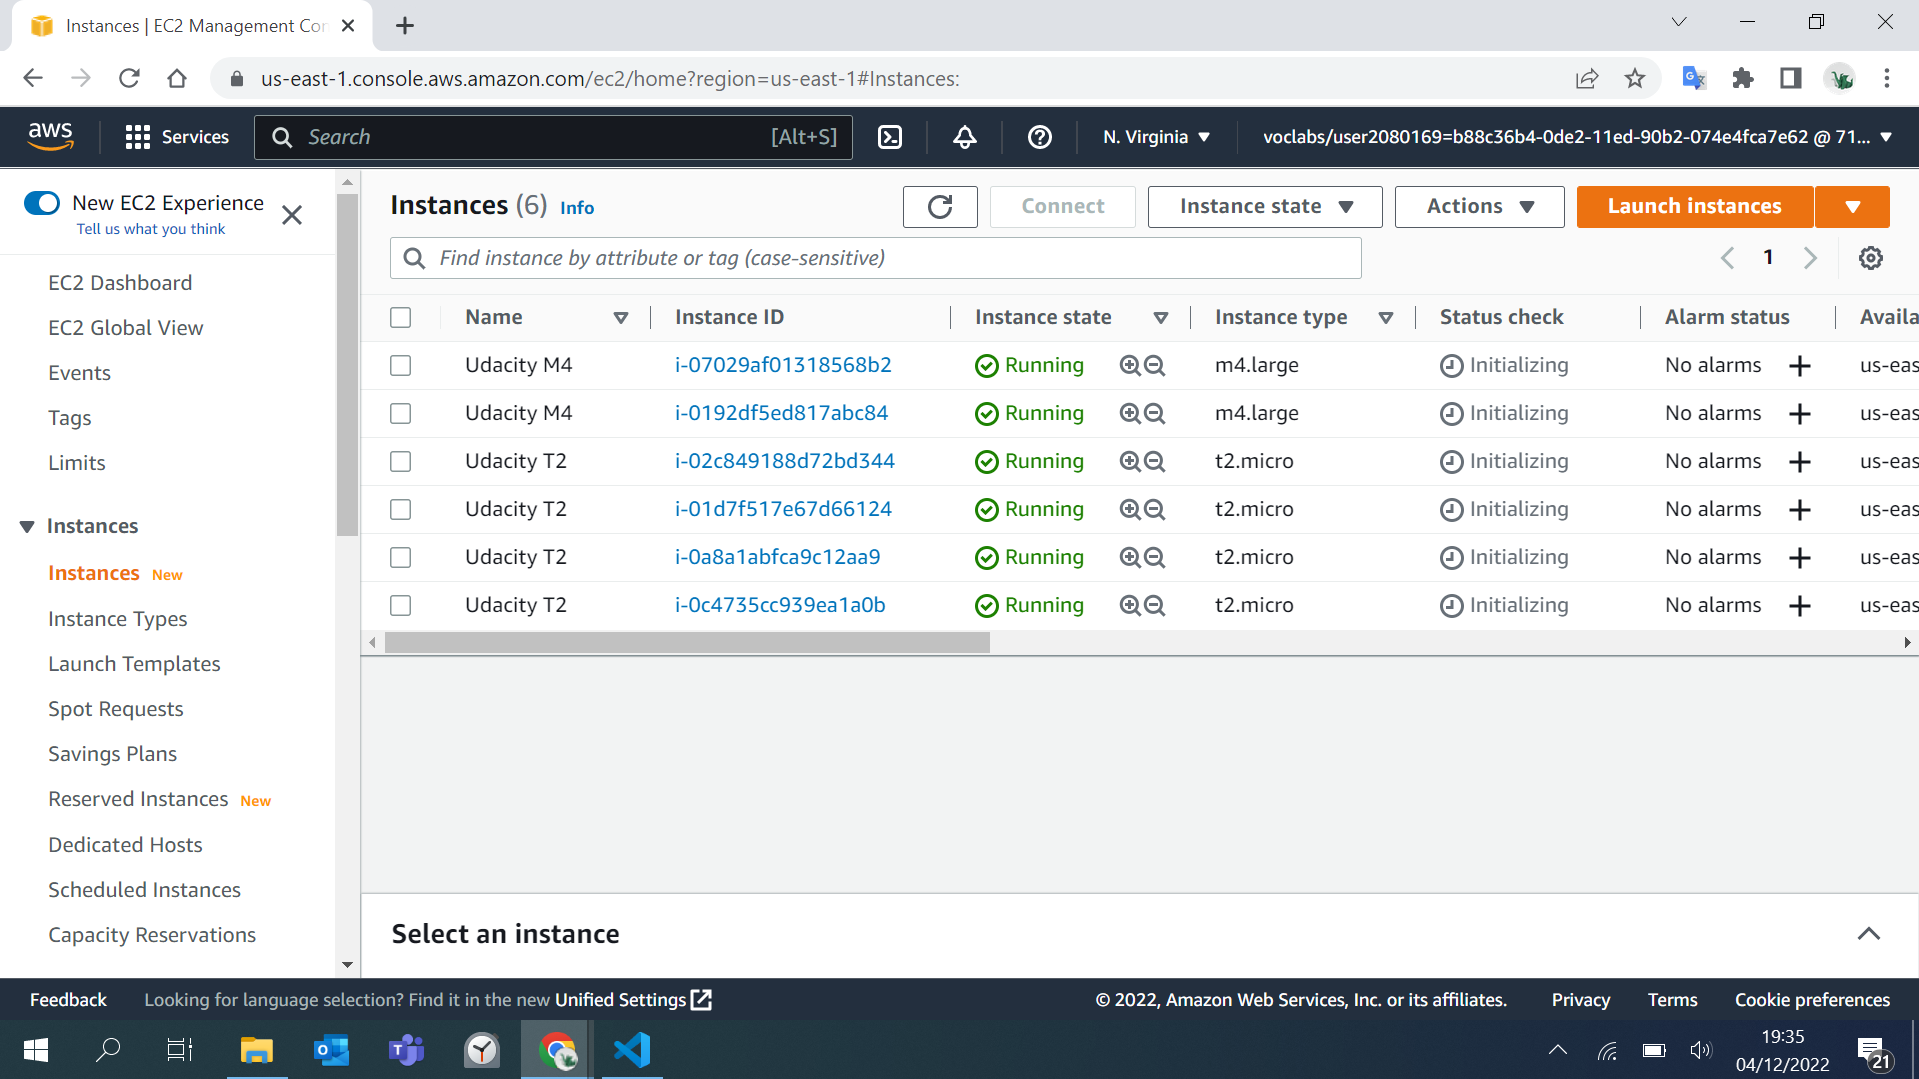 Instances | EC2 Management Con
us-east-1.console.aws.amazon.com/ec2/home?region=us-east-1#Instances:
aws
Services
Search
[Alt+S]
N. Virginia
voclabs/user2080169=b88c36b4-0de2-11ed-90b2-074e4fca7e62 @ 71...
New EC2 Experience
Tell us what you think
EC2 Dashboard
EC2 Global View
Events
Tags
Limits
Instances
Instances New
Instance Types
Launch Templates
Spot Requests
Savings Plans
Reserved Instances New
Dedicated Hosts
Scheduled Instances
Capacity Reservations
Instances (6) Info
Connect
Instance state
Actions
Launch instances
Find instance by attribute or tag (case-sensitive)
1
Name Instance ID Instance state Instance type Status check Alarm status Availa
Udacity M4 i-07029af01318568b2 Running m4.large Initializing No alarms us-eas
Udacity M4 i-0192df5ed817abc84 Running m4.large Initializing No alarms us-eas
Udacity T2 i-02c849188d72bd344 Running t2.micro Initializing No alarms us-eas
Udacity T2 i-01d7f517e67d66124 Running t2.micro Initializing No alarms us-eas
Udacity T2 i-0a8a1abfca9c12aa9 Running t2.micro Initializing No alarms us-eas
Udacity T2 i-0c4735cc939ea1a0b Running t2.micro Initializing No alarms us-eas
Select an instance
Feedback Looking for language selection? Find it in the new Unified Settings
© 2022, Amazon Web Services, Inc. or its affiliates. Privacy Terms Cookie preferences
19:35
04/12/2022
21